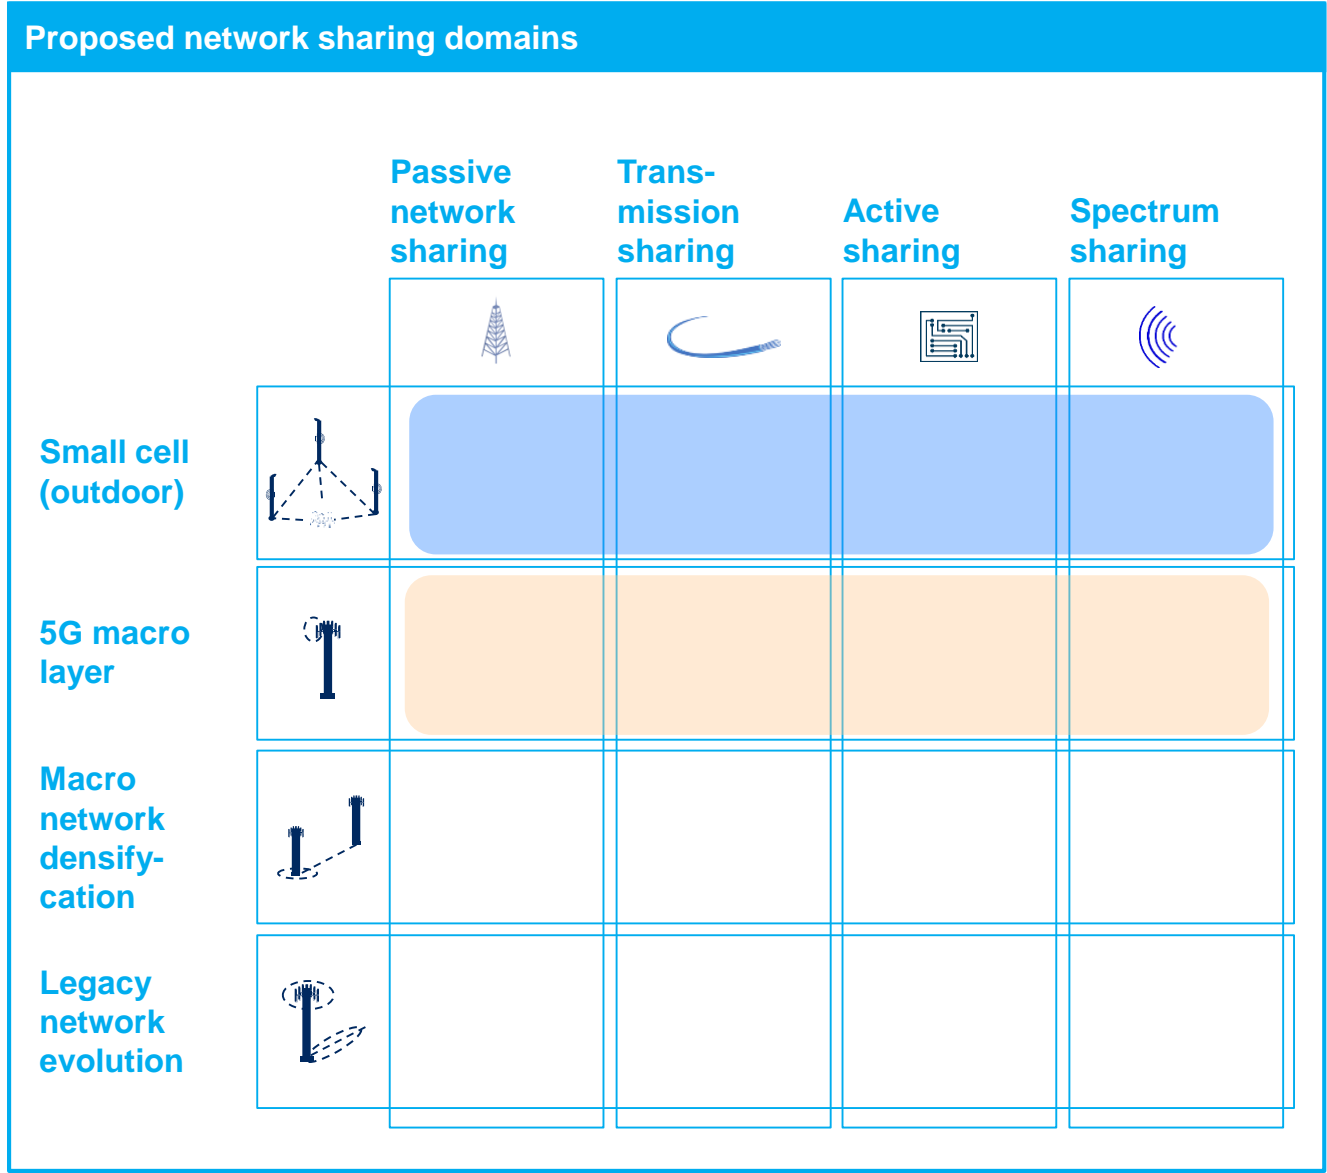 Proposed network sharing domains
Passive
network
sharing
Trans-
mission
sharing
Active
sharing
Spectrum
sharing
Small cell
(outdoor)
5G macro
layer
Macro
network
densify-
cation
Legacy
network
evolution